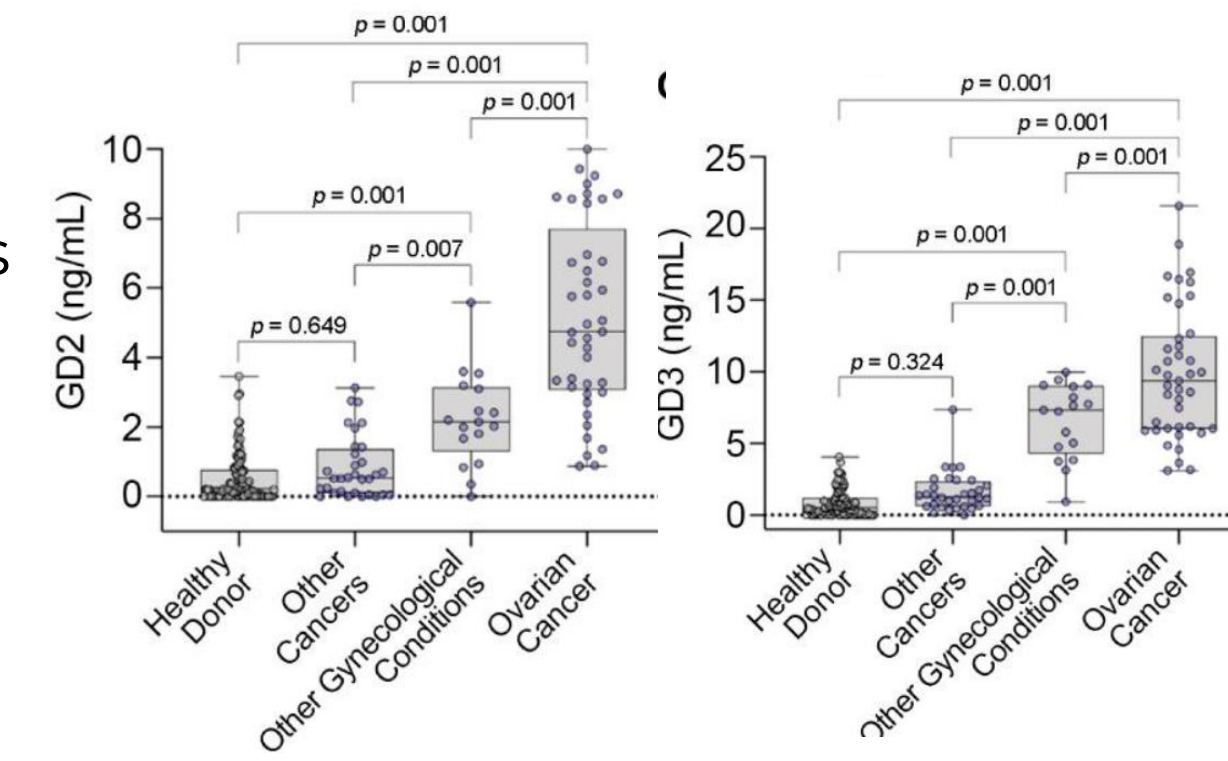 s
p = 0.001
p = 0.001
p = 0.001
p = 0.001
p = 0.007
p = 0.649
GD2 (ng/mL)
10
8
6
4
2
0
Healthy
Donor
Other
Cancers
Other Gynecological
Conditions
Ovarian
Cancer
p = 0.001
p = 0.001
p = 0.001
p = 0.001
p = 0.001
p = 0.324
GD3 (ng/mL)
25
20
15
10
5
0
Healthy
Donor
Other
Cancers
Other Gynecological
Conditions
Ovarian
Cancer